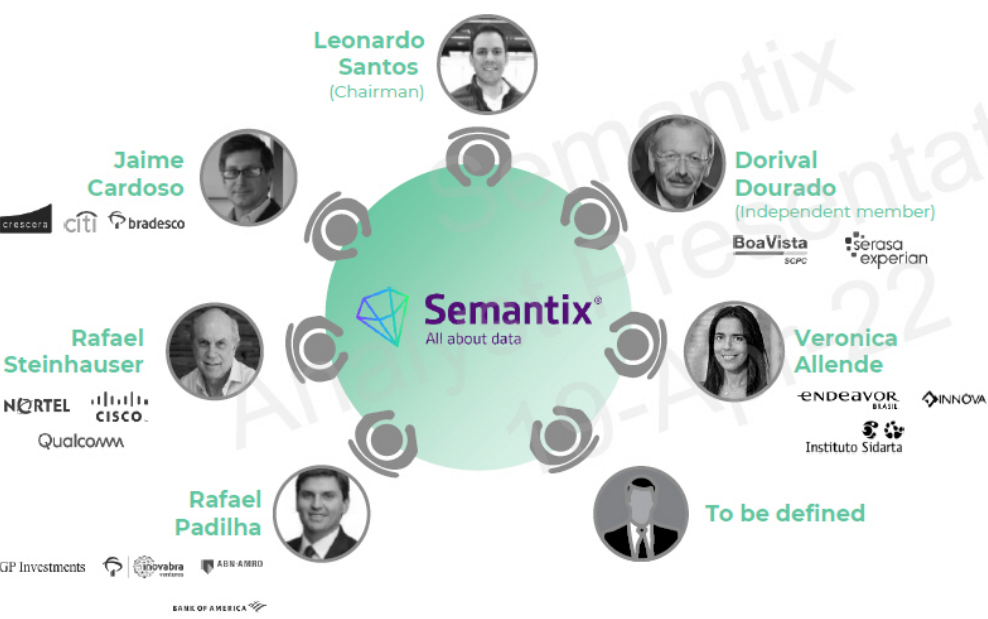 Leonardo
Santos
(Chairman)
Jaime
Cardoso
crescera
citi
bradesco
Dorival
Dourado
(Independent member)
BoaVista
SCPC
serasa
experian
Semantix®
All about data
Rafael
Steinhauser
NORTEL
CISCO
Qualcomm
Veronica
Allende
ENDEAVOR
BRASIL
INNOVA
Instituto Sidarta
Rafael
Padilha
GP Investments
inovabra
ventures
ABN·AMRO
BANK OF AMERICA
To be defined
Semantix
Analyst Presentat
19-Apr-22